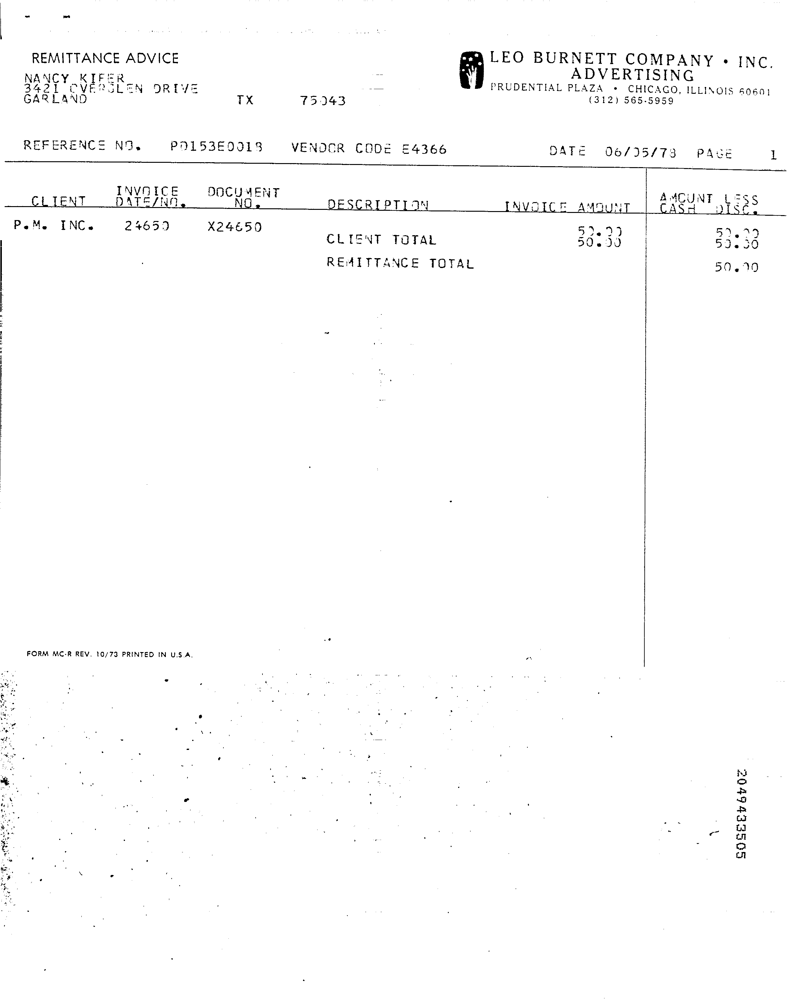 REMITTANCE ADVICE
LEO BURNETT COMPANY • INC.
ADVERTISING
PRUDENTIAL PLAZA • CHICAGO, ILLINOIS 60601
(312) 565-5959
NANCY KIFER
3421 OVERGLEN DRIVE
GARLAND TX 75043
REFERENCE NO. P0153E0019 VENDOR CODE E4366 DATE 06/05/78 PAGE 1
CLIENT INVOICE DATE/NO. DOCUMENT NO. DESCRIPTION INVOICE AMOUNT AMOUNT LESS CASH DISC.
P.M. INC. 24650 X24650 50.00 50.00
CLIENT TOTAL 50.00 50.00
REMITTANCE TOTAL 50.00
FORM MC-R REV. 10/73 PRINTED IN U.S.A.
2049433505